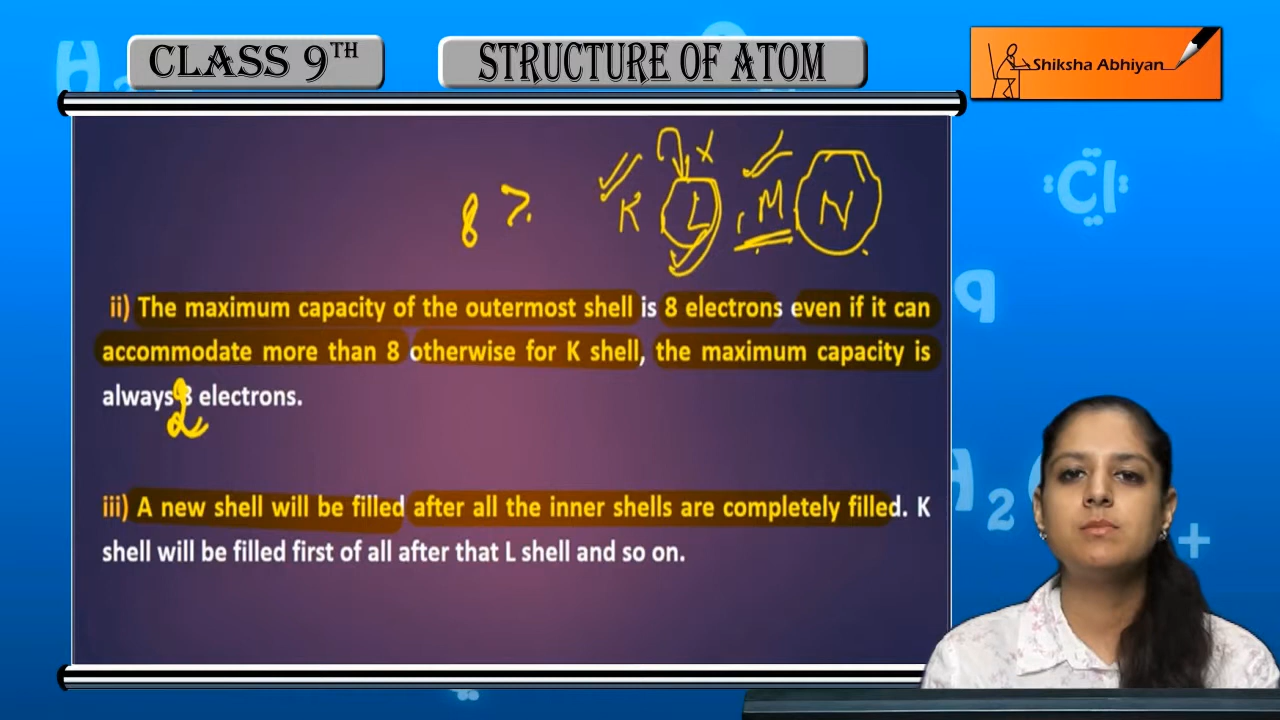 CLASS 9TH
STRUCTURE OF ATOM
Shiksha Abhiyan
8 K L , M N
ii) The maximum capacity of the outermost shell is 8 electrons even if it can
accommodate more than 8 otherwise for K shell, the maximum capacity is
always 2 electrons.
iii) A new shell will be filled after all the inner shells are completely filled. K
shell will be filled first of all after that L shell and so on.
Cl
H 2
+